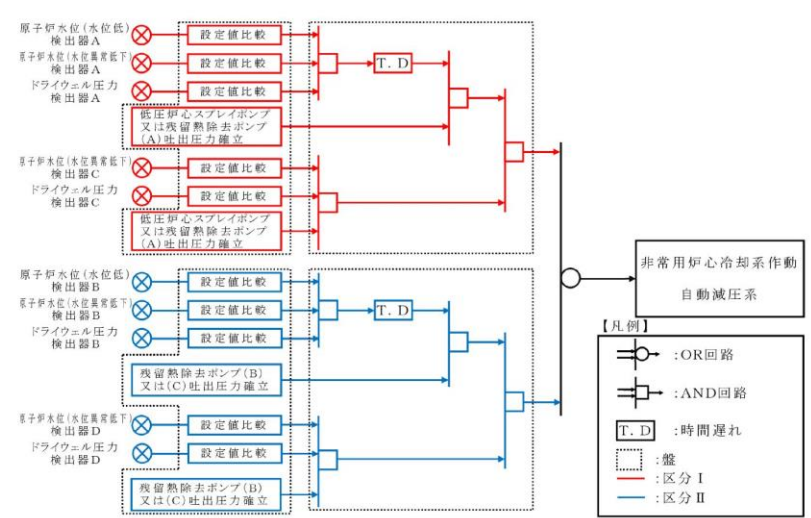 原子炉水位(水位低)
検出器A
設定値比較
原子炉水位(水位異常低下)
検出器A
設定値比較
T. D
ドライウェル圧力
検出器A
設定値比較
低圧炉心スプレイポンプ
又は残留熱除去ポンプ
(A)吐出圧力確立
原子炉水位(水位異常低下)
検出器C
設定値比較
ドライウェル圧力
検出器C
設定値比較
低圧炉心スプレイポンプ
又は残留熱除去ポンプ
(A)吐出圧力確立
原子炉水位(水位低)
検出器B
設定値比較
原子炉水位(水位異常低下)
検出器B
設定値比較
T. D
ドライウェル圧力
検出器B
設定値比較
残留熱除去ポンプ(B)
又は(C)吐出圧力確立
原子炉水位(水位異常低下)
検出器D
設定値比較
ドライウェル圧力
検出器D
設定値比較
残留熱除去ポンプ(B)
又は(C)吐出圧力確立
非常用炉心冷却系作動
自動減圧系
【凡例】
:OR回路
:AND回路
T. D :時間遅れ
:盤
:区分Ⅰ
:区分Ⅱ